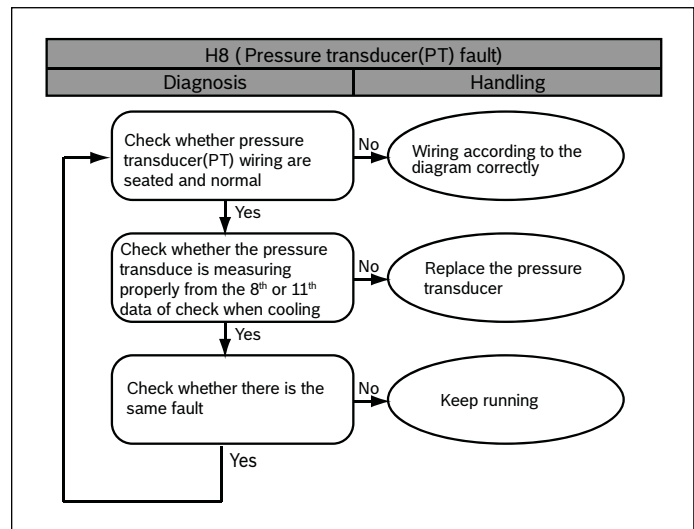 H8 ( Pressure transducer(PT) fault)
Diagnosis
Handling
Check whether pressure
transducer(PT) wiring are
seated and normal
No
Wiring according to the
diagram correctly
Yes
Check whether the pressure
transduce is measuring
properly from the 8th or 11th
data of check when cooling
No
Replace the pressure
transducer
Yes
Check whether there is the
same fault
No
Keep running
Yes